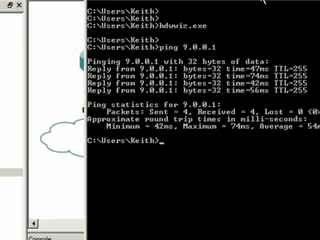 C:\Users\Keith>
C:\Users\Keith>hdwwiz.exe
C:\Users\Keith>
C:\Users\Keith>ping 9.0.0.1
Pinging 9.0.0.1 with 32 bytes of data:
Reply from 9.0.0.1: bytes=32 time=47ms TTL=255
Reply from 9.0.0.1: bytes=32 time=74ms TTL=255
Reply from 9.0.0.1: bytes=32 time=42ms TTL=255
Reply from 9.0.0.1: bytes=32 time=56ms TTL=255
Ping statistics for 9.0.0.1:
Packets: Sent = 4, Received = 4, Lost = 0 (0%
Approximate round trip times in milli-seconds:
Minimum = 42ms, Maximum = 74ms, Average = 54m
C:\Users\Keith>_
Console